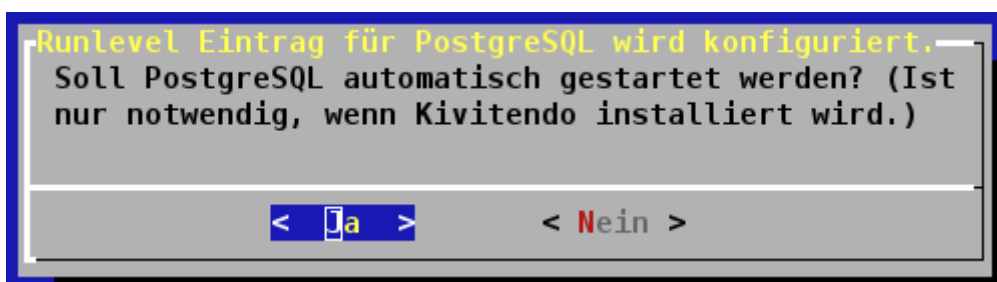 Runlevel Eintrag für PostgreSQL wird konfiguriert.
Soll PostgreSQL automatisch gestartet werden? (Ist
nur notwendig, wenn Kivitendo installiert wird.)
< Ja > < Nein >